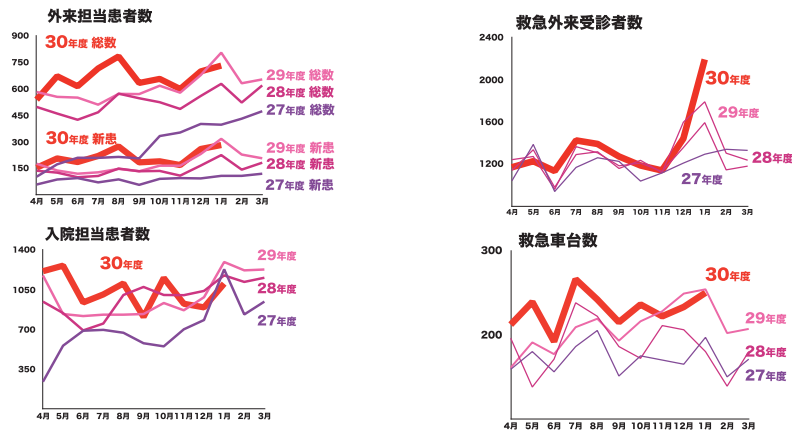 外来担当患者数
900
750
600
450
300
150
30年度 総数
30年度 新患
29年度 総数
28年度 総数
27年度 総数
29年度 新患
28年度 新患
27年度 新患
4月 5月 6月 7月 8月 9月 10月 11月 12月 1月 2月 3月
救急外来受診者数
2400
2000
1600
1200
30年度
29年度
28年度
27年度
4月 5月 6月 7月 8月 9月 10月 11月 12月 1月 2月 3月
入院担当患者数
1400
1050
700
350
30年度
29年度
28年度
27年度
4月 5月 6月 7月 8月 9月 10月 11月 12月 1月 2月 3月
救急車台数
300
200
30年度
29年度
28年度
27年度
4月 5月 6月 7月 8月 9月 10月 11月 12月 1月 2月 3月